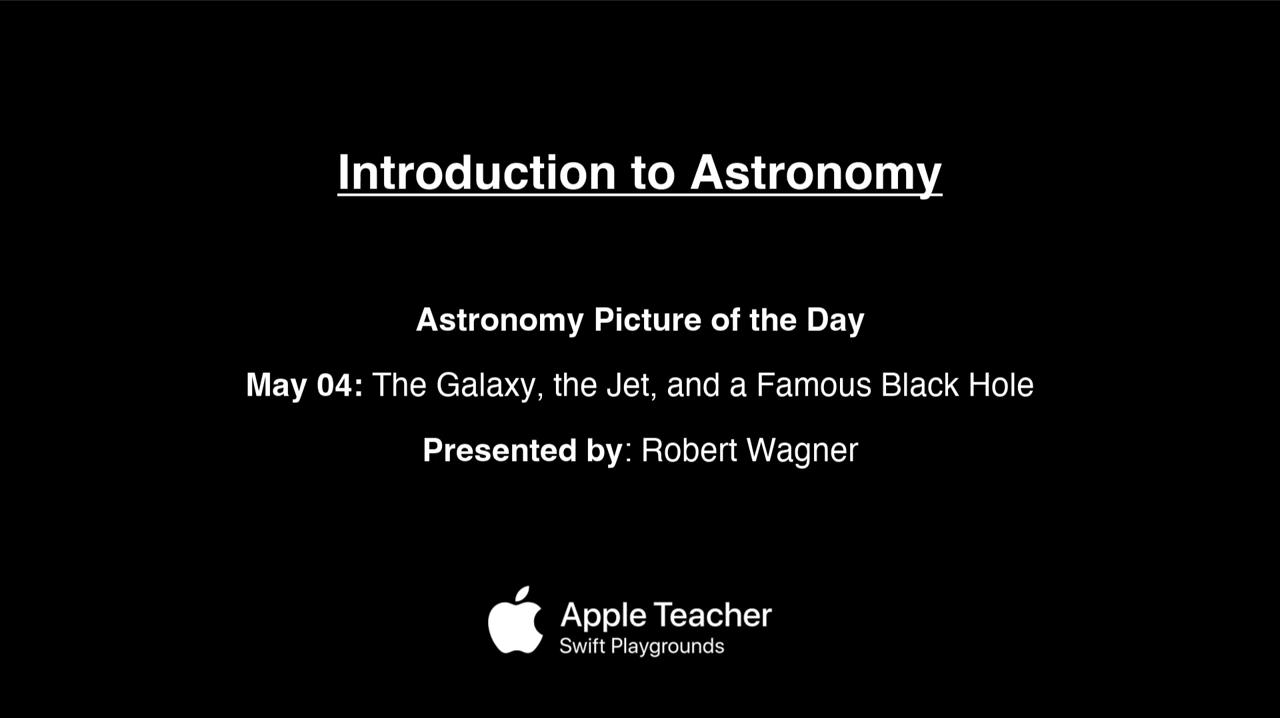 Introduction to Astronomy
Astronomy Picture of the Day
May 04: The Galaxy, the Jet, and a Famous Black Hole
Presented by: Robert Wagner
Apple Teacher
Swift Playgrounds